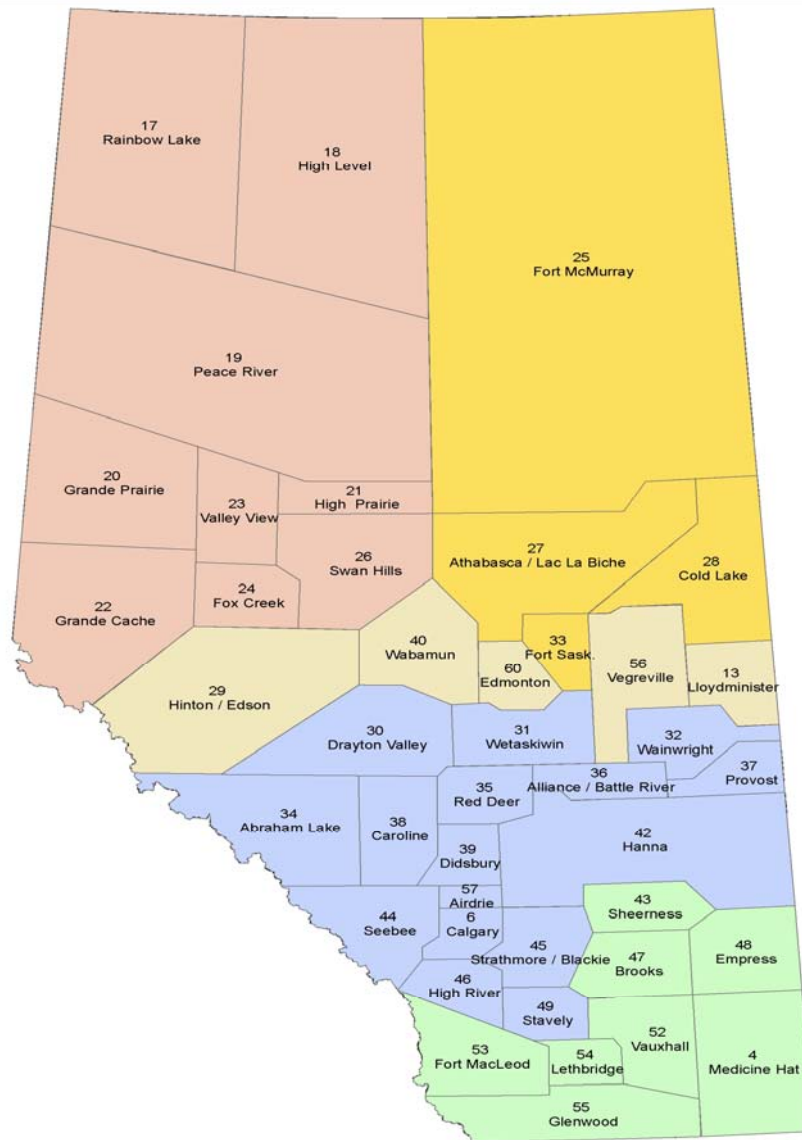 17
Rainbow Lake
18
High Level
25
Fort McMurray
19
Peace River
20
Grande Prairie
23
Valley View
21
High Prairie
26
Swan Hills
27
Athabasca / Lac La Biche
28
Cold Lake
24
Fox Creek
22
Grande Cache
40
Wabamun
33
Fort Sask.
60
Edmonton
56
Vegreville
13
Lloydminister
29
Hinton / Edson
30
Drayton Valley
31
Wetaskiwin
32
Wainwright
37
Provost
36
Alliance / Battle River
35
Red Deer
34
Abraham Lake
38
Caroline
39
Didsbury
42
Hanna
57
Airdrie
43
Sheerness
44
Seebee
6
Calgary
45
Strathmore / Blackie
47
Brooks
48
Empress
46
High River
49
Stavely
52
Vauxhall
53
Fort MacLeod
54
Lethbridge
4
Medicine Hat
55
Glenwood